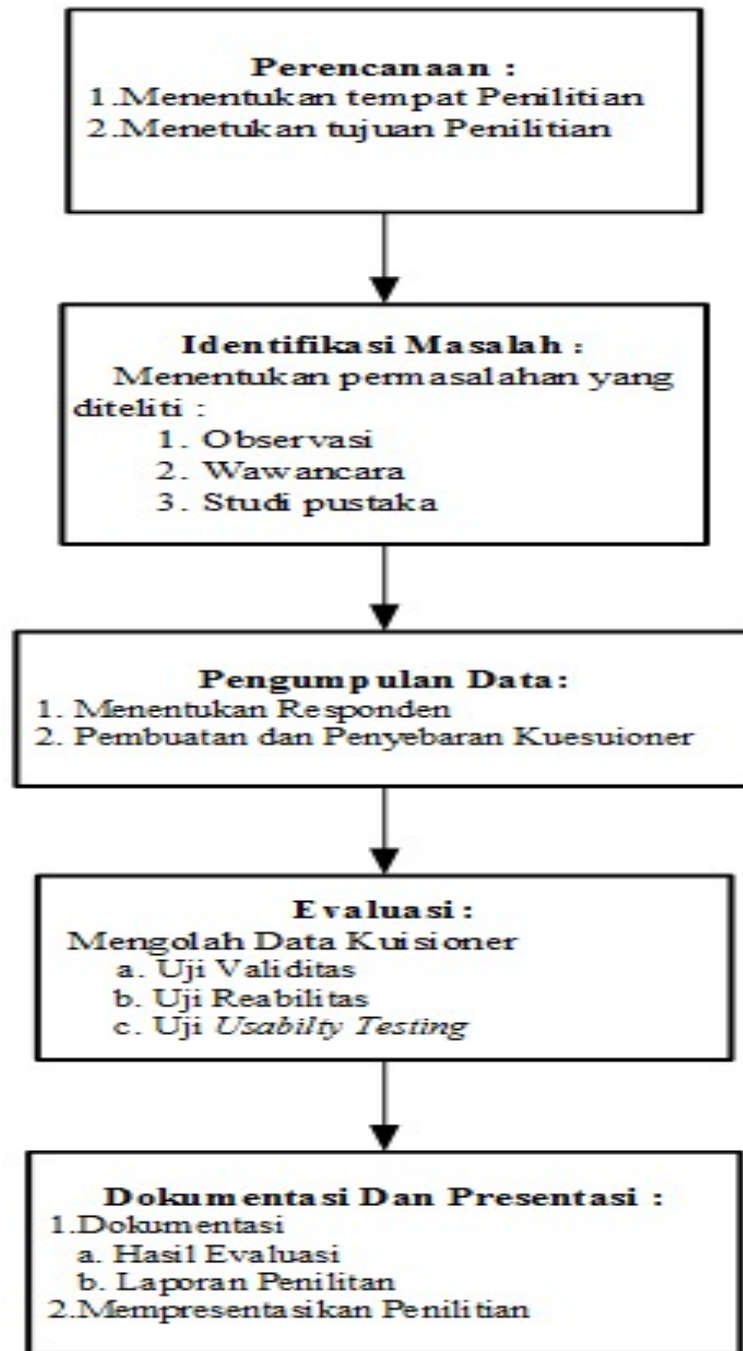 Perencanaan :
1.Menentukan tempat Penilitian
2.Menetukan tujuan Penilitian
Identifikasi Masalah :
Menentukan permasalahan yang
diteliti :
1. Observasi
2. Wawancara
3. Studi pustaka
Pengumpulan Data:
1. Menentukan Responden
2. Pembuatan dan Penyebaran Kuesuioner
Evaluasi :
Mengolah Data Kuisioner
a. Uji Validitas
b. Uji Reabilitas
c. Uji Usabilty Testing
Dokumentasi Dan Presentasi :
1.Dokumentasi
a. Hasil Evaluasi
b. Laporan Penilitan
2.Mempresentasikan Penilitian